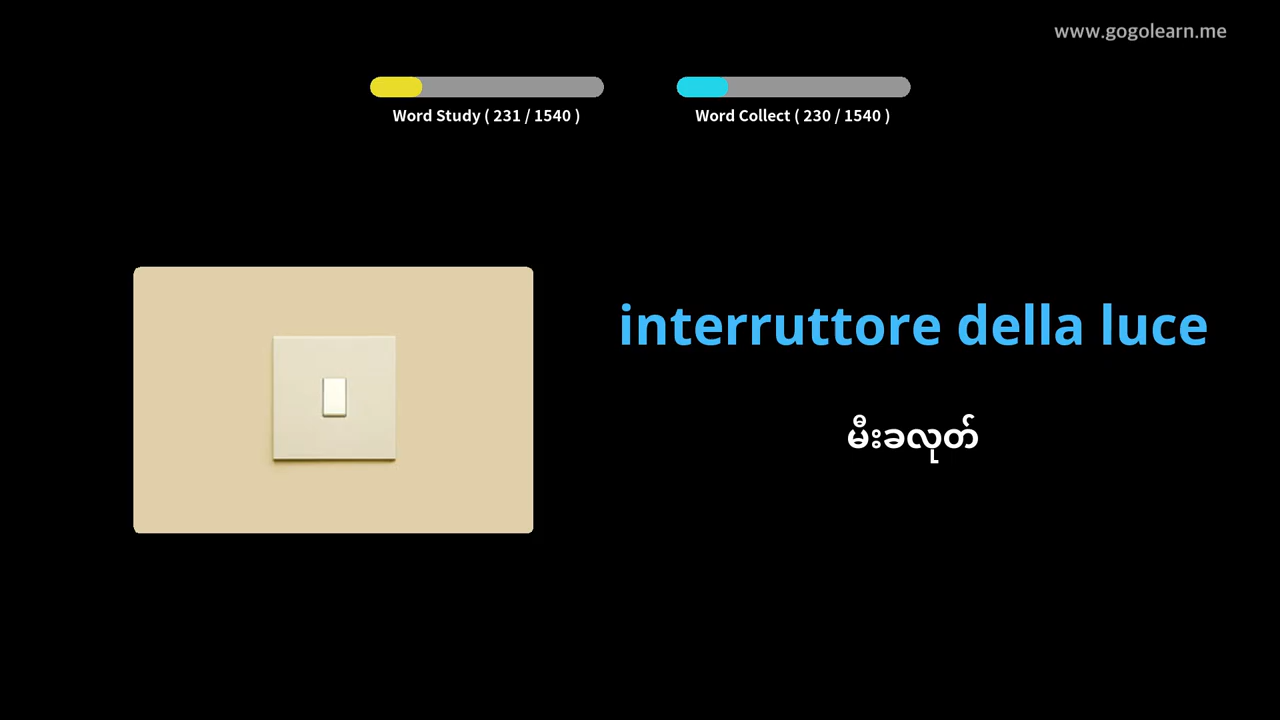 www.gogolearn.me
Word Study ( 231 / 1540 )
Word Collect ( 230 / 1540 )
interruttore della luce
မီးခလုတ်